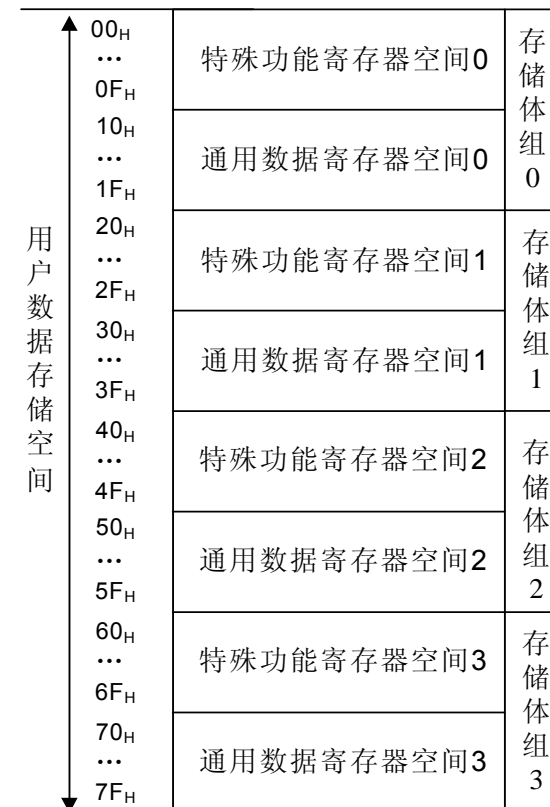 用户数据存储空间
00H
...
0FH
特殊功能寄存器空间0
10H
...
1FH
通用数据寄存器空间0
存储体组0
20H
...
2FH
特殊功能寄存器空间1
30H
...
3FH
通用数据寄存器空间1
存储体组1
40H
...
4FH
特殊功能寄存器空间2
50H
...
5FH
通用数据寄存器空间2
存储体组2
60H
...
6FH
特殊功能寄存器空间3
70H
...
7FH
通用数据寄存器空间3
存储体组3